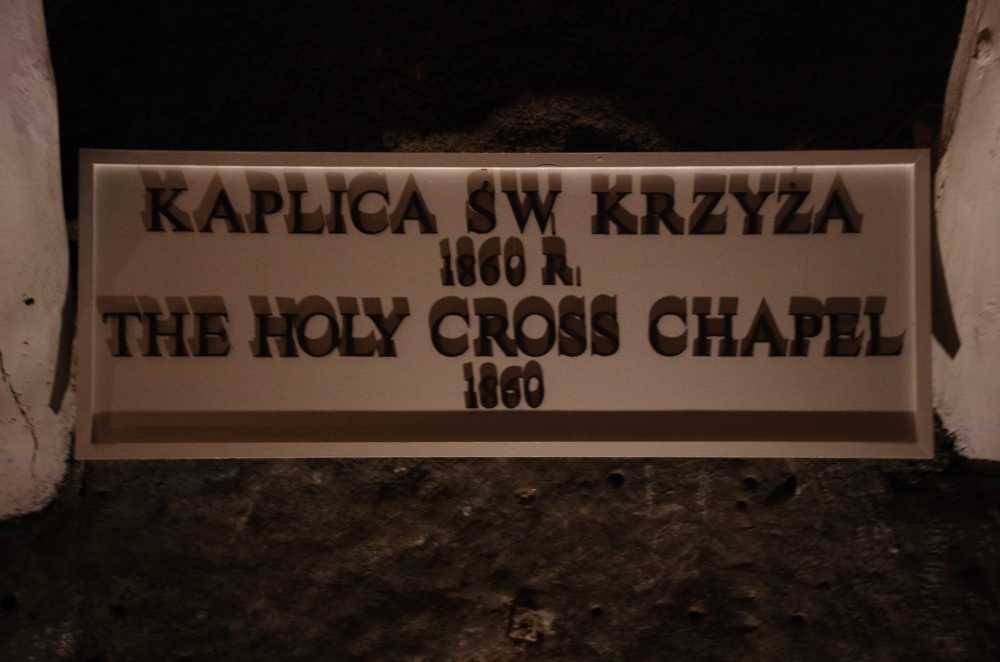 KAPLICA ŚW. KRZYŻA
1860 R.
THE HOLY CROSS CHAPEL
1860